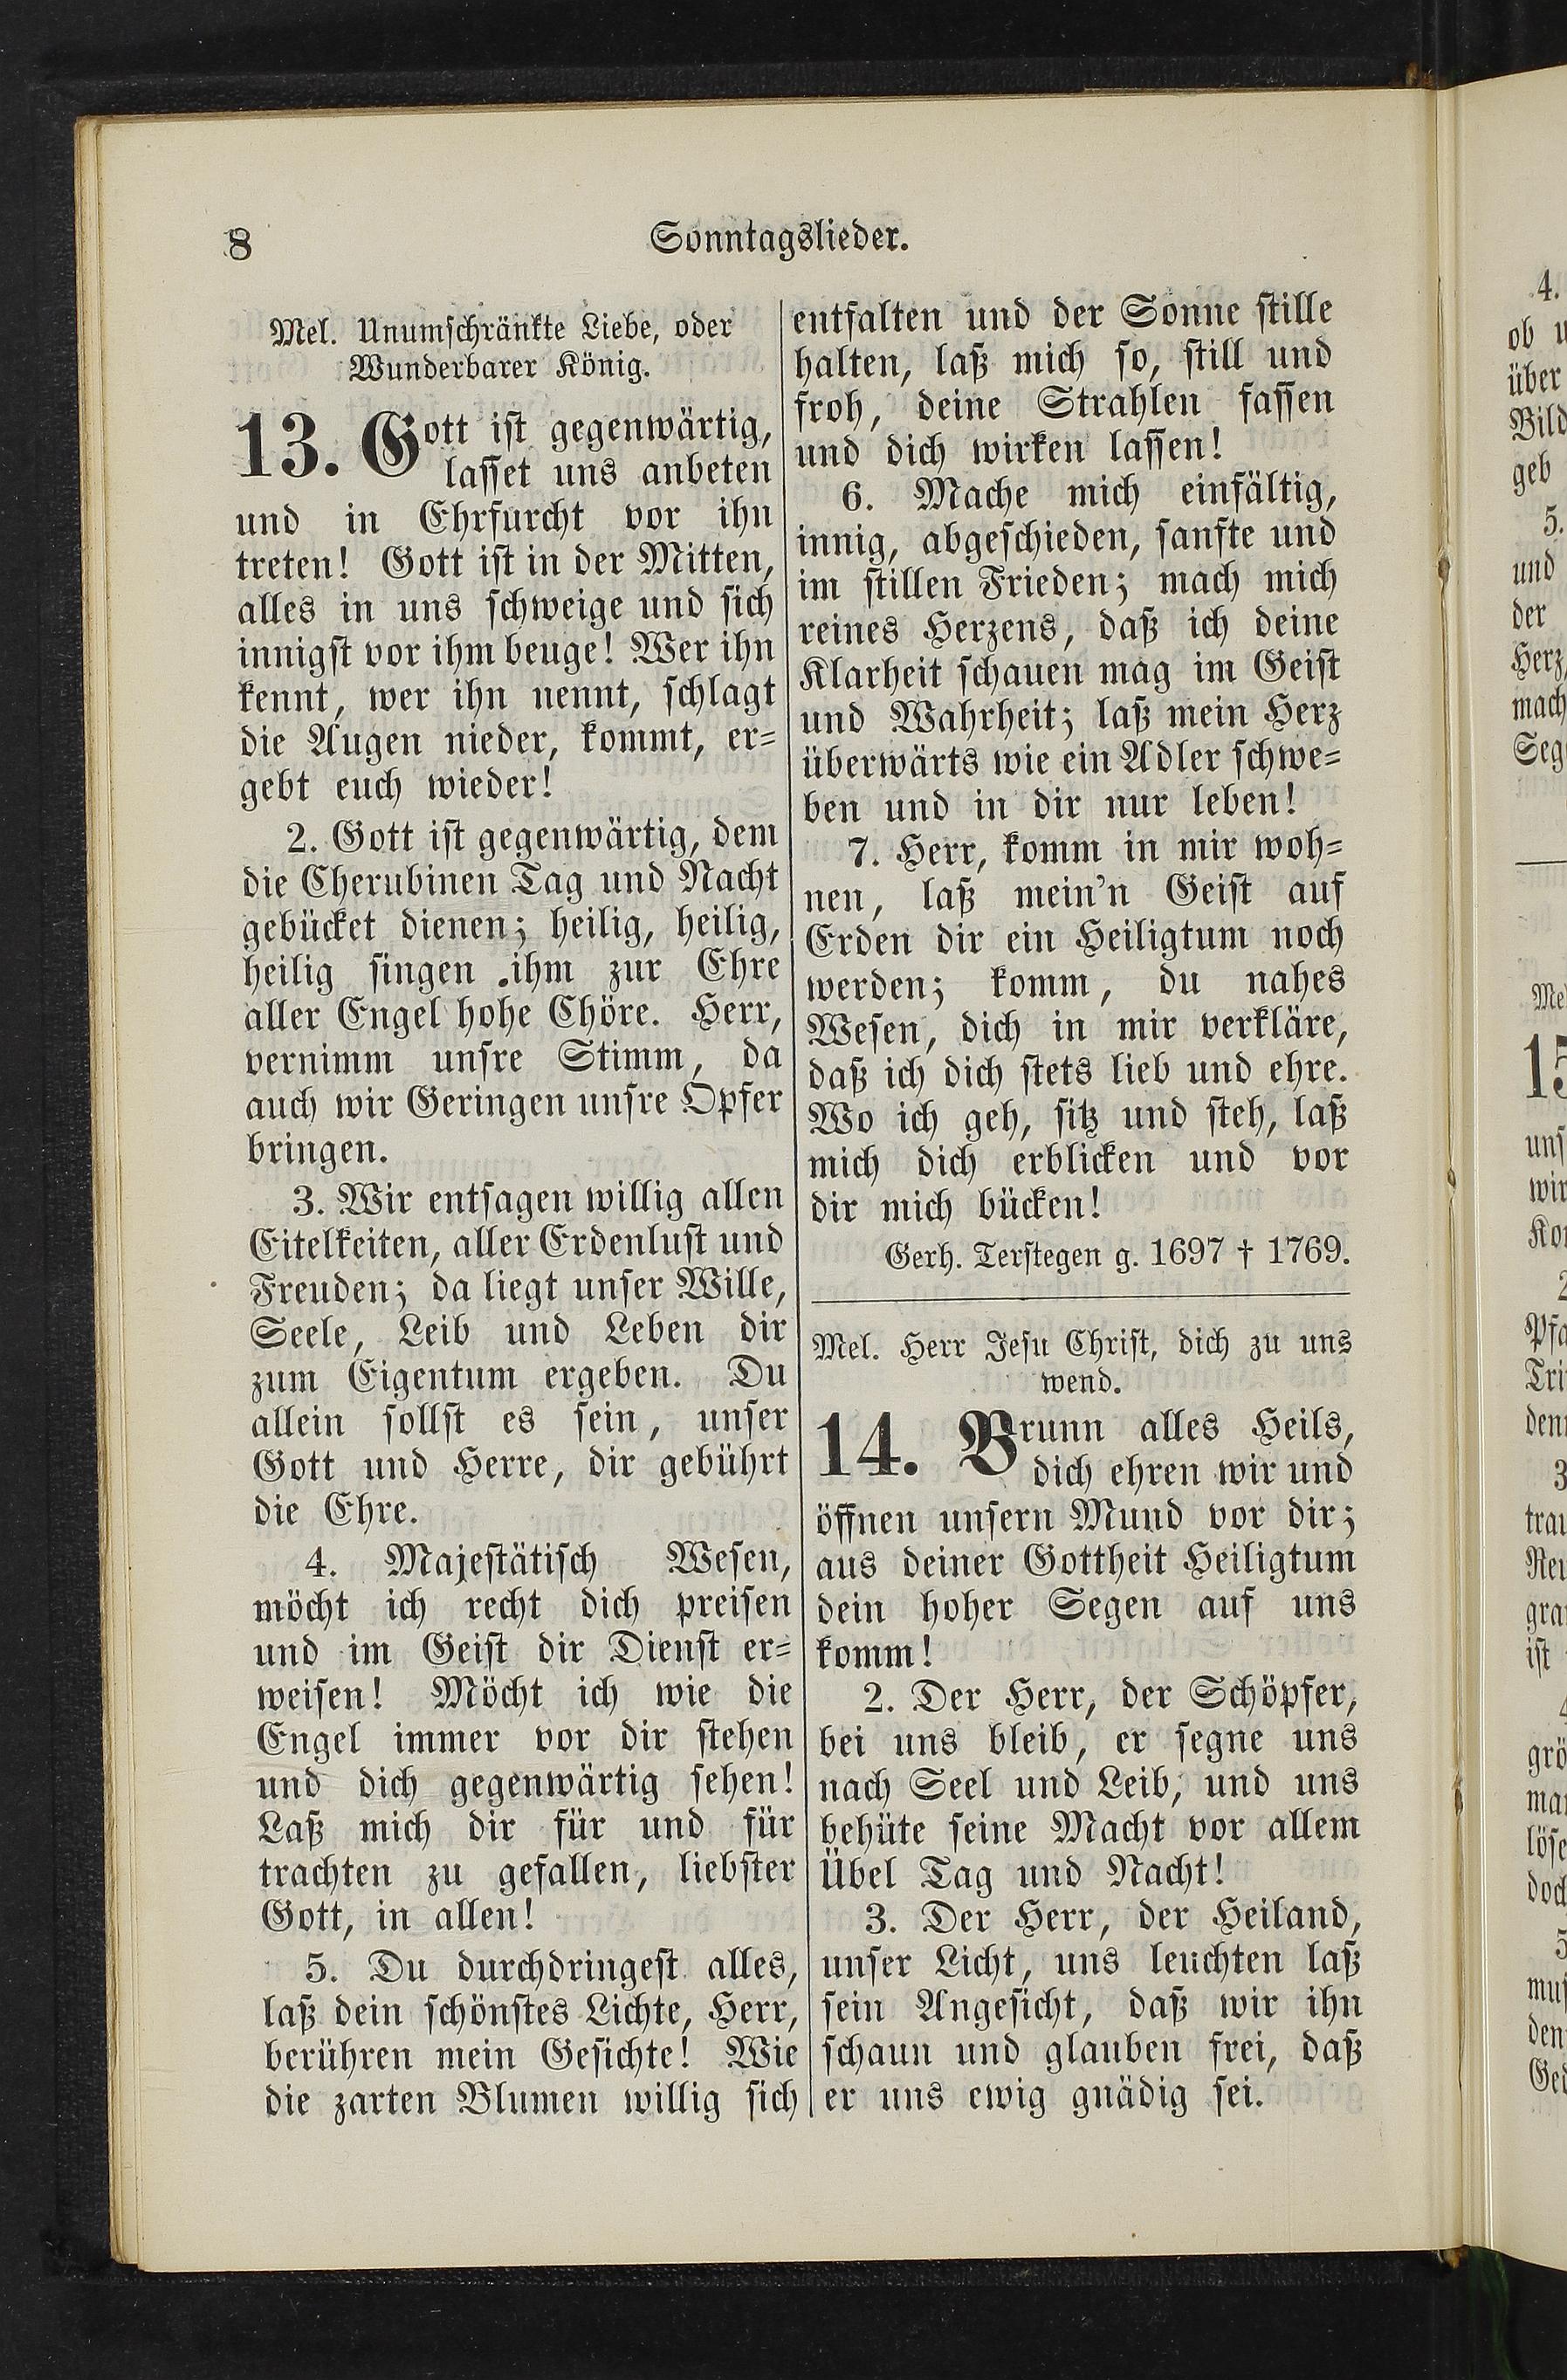 8
Sonntagslieder.
Mel. Unumschränkte Liebe, oder
Wunderbarer König.
13. Gott ist gegenwärtig,
lasset uns anbeten
und in Ehrfurcht vor ihn
treten! Gott ist in der Mitten,
alles in uns schweige und sich
innigst vor ihm beuge! Wer ihn
kennt, wer ihn nennt, schlagt
die Augen nieder, kommt, er-
gebt euch wieder!
2. Gott ist gegenwärtig, dem
die Cherubinen Tag und Nacht
gebücket dienen; heilig, heilig,
heilig singen ihm zur Ehre
aller Engel hohe Chöre. Herr,
vernimm unsre Stimm, da
auch wir Geringen unsre Opfer
bringen.
3. Wir entsagen willig allen
Eitelkeiten, aller Erdenlust und
Freuden; da liegt unser Wille,
Seele, Leib und Leben dir
zum Eigentum ergeben. Du
allein sollst es sein, unser
Gott und Herre, dir gebührt
die Ehre.
4. Majestätisch Wesen,
möcht ich recht dich preisen
und im Geist dir Dienst er-
weisen! Möcht ich wie die
Engel immer vor dir stehen
und dich gegenwärtig sehen!
Laß mich dir für und für
trachten zu gefallen, liebster
Gott, in allen!
5. Du durchdringest alles,
laß dein schönstes Lichte, Herr,
berühren mein Gesichte! Wie
die zarten Blumen willig sich
entfalten und der Sonne stille
halten, laß mich so, still und
froh, deine Strahlen fassen
und dich wirken lassen!
6. Mache mich einfältig,
innig, abgeschieden, sanfte und
im stillen Frieden; mach mich
reines Herzens, daß ich deine
Klarheit schauen mag im Geist
und Wahrheit; laß mein Herz
überwärts wie ein Adler schwe-
ben und in dir nur leben!
7. Herr, komm in mir woh-
nen, laß mein'n Geist auf
Erden dir ein Heiligtum noch
werden; komm, du nahes
Wesen, dich in mir verkläre,
daß ich dich stets lieb und ehre.
Wo ich geh, sitz und steh, laß
mich dich erblicken und vor
dir mich bücken!
Gerh. Terstegen g. 1697 † 1769.
Mel. Herr Jesu Christ, dich zu uns
wend.
14. Brunn alles Heils,
dich ehren wir und
öffnen unsern Mund vor dir;
aus deiner Gottheit Heiligtum
dein hoher Segen auf uns
komm!
2. Der Herr, der Schöpfer,
bei uns bleib, er segne uns
nach Seel und Leib, und uns
behüte seine Macht vor allem
Übel Tag und Nacht!
3. Der Herr, der Heiland,
unser Licht, uns leuchten laß
sein Angesicht, daß wir ihn
schaun und glauben frei, daß
er uns ewig gnädig sei.